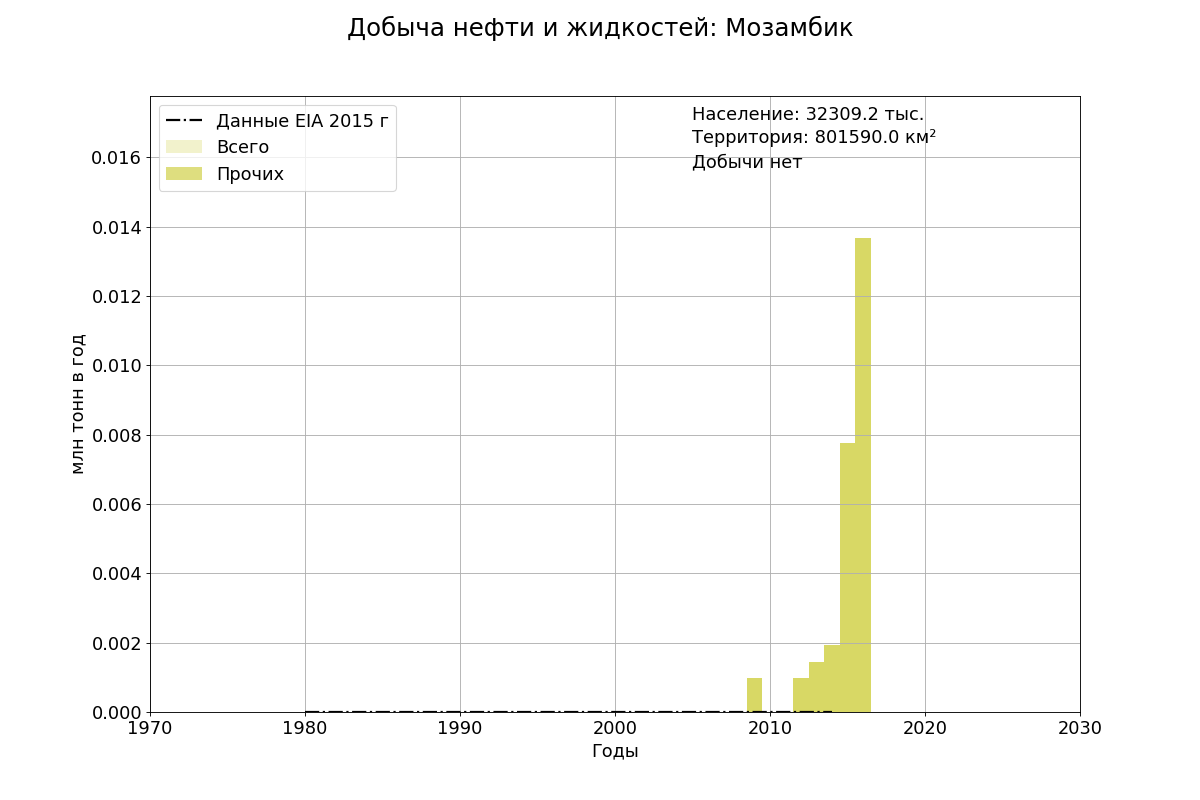 Добыча нефти и жидкостей: Мозамбик
Данные EIA 2015 г
Всего
Прочих
Население: 32309.2 тыс.
Территория: 801590.0 км²
Добычи нет
млн тонн в год
0.016
0.014
0.012
0.010
0.008
0.006
0.004
0.002
0.000
1970 1980 1990 2000 2010 2020 2030
Годы